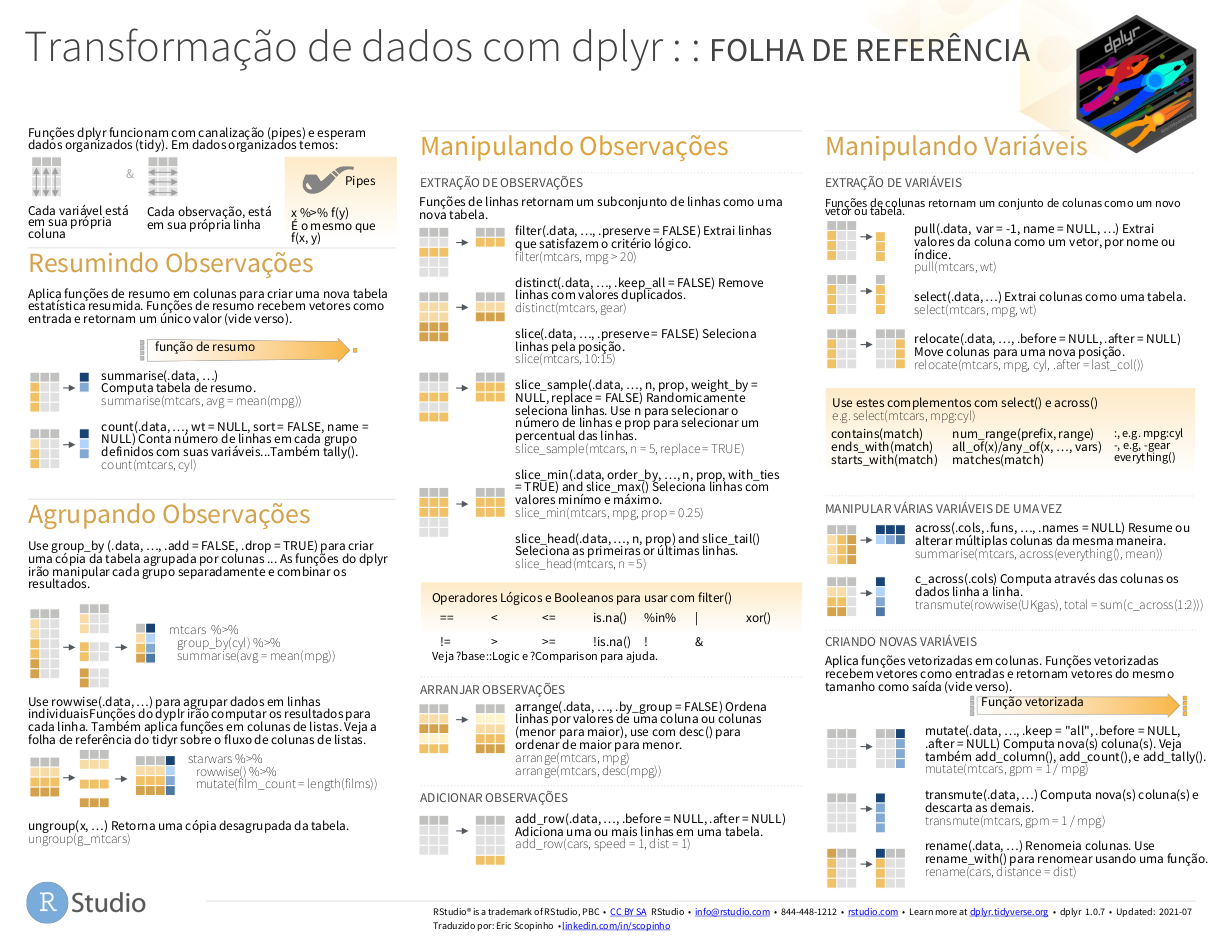 Transformação de dados com dplyr : : FOLHA DE REFERÊNCIA
dplyr
Funções dplyr funcionam com canalização (pipes) e esperam
dados organizados (tidy). Em dados organizados temos:
&
Pipes
Cada variável está
em sua própria
coluna
Cada observação, está
em sua própria linha
x %>% f(y)
É o mesmo que
f(x, y)
Resumindo Observações
Aplica funções de resumo em colunas para criar uma nova tabela
estatística resumida. Funções de resumo recebem vetores como
entrada e retornam um único valor (vide verso).
função de resumo
summarise(.data, …)
Computa tabela de resumo.
summarise(mtcars, avg = mean(mpg))
count(.data, …, wt = NULL, sort = FALSE, name =
NULL) Conta número de linhas em cada grupo
definidos com suas variáveis...Também tally().
count(mtcars, cyl)
Agrupando Observações
Use group_by (.data, …, .add = FALSE, .drop = TRUE) para criar
uma cópia da tabela agrupada por colunas ... As funções do dplyr
irão manipular cada grupo separadamente e combinar os
resultados.
mtcars %>%
group_by(cyl) %>%
summarise(avg = mean(mpg))
Use rowwise(.data, …) para agrupar dados em linhas
individuaisFunções do dyplr irão computar os resultados para
cada linha. Também aplica funções em colunas de listas. Veja a
folha de referência do tidyr sobre o fluxo de colunas de listas.
starwars %>%
rowwise() %>%
mutate(film_count = length(films))
ungroup(x, …) Retorna uma cópia desagrupada da tabela.
ungroup(g_mtcars)
Manipulando Observações
EXTRAÇÃO DE OBSERVAÇÕES
Funções de linhas retornam um subconjunto de linhas como uma
nova tabela.
filter(.data, …, .preserve = FALSE) Extrai linhas
que satisfazem o critério lógico.
filter(mtcars, mpg > 20)
distinct(.data, …, .keep_all = FALSE) Remove
linhas com valores duplicados.
distinct(mtcars, gear)
slice(.data, …, .preserve = FALSE) Seleciona
linhas pela posição.
slice(mtcars, 10:15)
slice_sample(.data, …, n, prop, weight_by =
NULL, replace = FALSE) Randomicamente
seleciona linhas. Use n para selecionar o
número de linhas e prop para selecionar um
percentual das linhas.
slice_sample(mtcars, n = 5, replace = TRUE)
slice_min(.data, order_by, …, n, prop, with_ties
= TRUE) and slice_max() Seleciona linhas com
valores minímo e máximo.
slice_min(mtcars, mpg, prop = 0.25)
slice_head(.data, …, n, prop) and slice_tail()
Seleciona as primeiras or últimas linhas.
slice_head(mtcars, n = 5)
Operadores Lógicos e Booleanos para usar com filter()
== < <= is.na() %in% | xor()
!= > >= !is.na() ! &
Veja ?base::Logic e ?Comparison para ajuda.
ARRANJAR OBSERVAÇÕES
arrange(.data, …, .by_group = FALSE) Ordena
linhas por valores de uma coluna ou colunas
(menor para maior), use com desc() para
ordenar de maior para menor.
arrange(mtcars, mpg)
arrange(mtcars, desc(mpg))
ADICIONAR OBSERVAÇÕES
add_row(.data, …, .before = NULL, .after = NULL)
Adiciona uma ou mais linhas em uma tabela.
add_row(cars, speed = 1, dist = 1)
Manipulando Variáveis
EXTRAÇÃO DE VARIÁVEIS
Funções de colunas retornam um conjunto de colunas como um novo
vetor ou tabela.
pull(.data, var = -1, name = NULL, …) Extrai
valores da coluna como um vetor, por nome ou
índice.
pull(mtcars, wt)
select(.data, …) Extrai colunas como uma tabela.
select(mtcars, mpg, wt)
relocate(.data, …, .before = NULL, .after = NULL)
Move colunas para uma nova posição.
relocate(mtcars, mpg, cyl, .after = last_col())
Use estes complementos com select() e across()
e.g. select(mtcars, mpg:cyl)
contains(match) num_range(prefix, range) :, e.g. mpg:cyl
ends_with(match) all_of(x)/any_of(x, …, vars) -, e.g, -gear
starts_with(match) matches(match) everything()
MANIPULAR VÁRIAS VARIÁVEIS DE UMA VEZ
across(.cols, .funs, …, .names = NULL) Resume ou
alterar múltiplas colunas da mesma maneira.
summarise(mtcars, across(everything(), mean))
c_across(.cols) Computa através das colunas os
dados linha a linha.
transmute(rowwise(UKgas), total = sum(c_across(1:2)))
CRIANDO NOVAS VARIÁVEIS
Aplica funções vetorizadas em colunas. Funções vetorizadas
recebem vetores como entradas e retornam vetores do mesmo
tamanho como saída (vide verso).
Função vetorizada
mutate(.data, …, .keep = "all", .before = NULL,
.after = NULL) Computa nova(s) coluna(s). Veja
também add_column(), add_count(), e add_tally().
mutate(mtcars, gpm = 1 / mpg)
transmute(.data, …) Computa nova(s) coluna(s) e
descarta as demais.
transmute(mtcars, gpm = 1 / mpg)
rename(.data, …) Renomeia colunas. Use
rename_with() para renomear usando uma função.
rename(cars, distance = dist)
R Studio
RStudio® is a trademark of RStudio, PBC • CC BY SA RStudio • info@rstudio.com • 844-448-1212 • rstudio.com • Learn more at dplyr.tidyverse.org • dplyr 1.0.7 • Updated: 2021-07
Traduzido por: Eric Scopinho • linkedin.com/in/scopinho